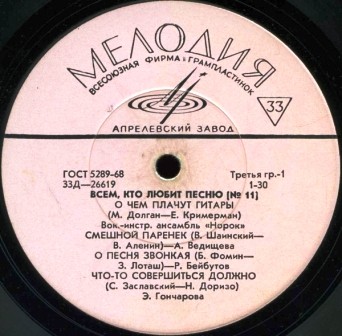 МЕЛОДИЯ
ВСЕСОЮЗНАЯ ФИРМА ГРАМПЛАСТИНОК
33
АПРЕЛЕВСКИЙ ЗАВОД
ГОСТ 5289-68 Третья гр.-1
33Д-26619 1-30
ВСЕМ, КТО ЛЮБИТ ПЕСНЮ [№ 11]
О ЧЕМ ПЛАЧУТ ГИТАРЫ
(М. Долган—Е. Кримерман)
Вок.-инстр. ансамбль «Норок»
СМЕШНОЙ ПАРЕНЕК (В. Шаинский—
В. Аленин)—А. Ведищева
О ПЕСНЯ ЗВОНКАЯ (Б. Фомин—
З. Лоташ)—Р. Бейбутов
ЧТО-ТО СОВЕРШИТЬСЯ ДОЛЖНО
(С. Заславский—Н. Доризо)
Э. Гончарова